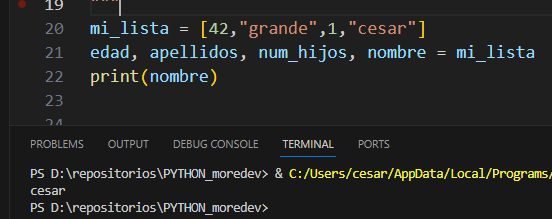 19 """
20 mi_lista = [42,"grande",1,"cesar"]
21 edad, apellidos, num_hijos, nombre = mi_lista
22 print(nombre)
23
24
PROBLEMS OUTPUT DEBUG CONSOLE TERMINAL PORTS
PS D:\repositorios\PYTHON_moredev> & C:/Users/cesar/AppData/Local/Programs/
cesar
PS D:\repositorios\PYTHON_moredev>